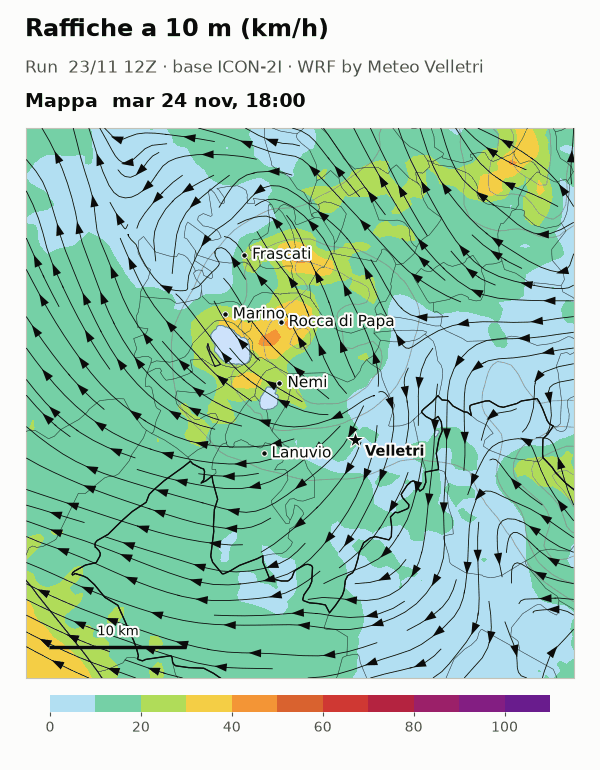 Raffiche a 10 m (km/h)
Run  23/11 12Z · base ICON-2I · WRF by Meteo Velletri
Mappa  mar 24 nov, 18:00
Frascati
Marino
Rocca di Papa
Nemi
Velletri
Lanuvio
10 km
0 20 40 60 80 100